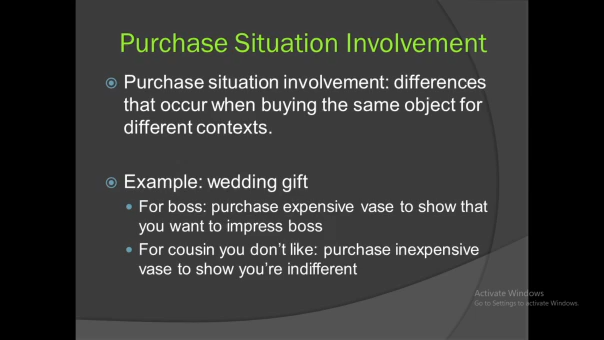 Purchase Situation Involvement
Purchase situation involvement: differences
that occur when buying the same object for
different contexts.
Example: wedding gift
For boss: purchase expensive vase to show that
you want to impress boss
For cousin you don't like: purchase inexpensive
vase to show you're indifferent
Activate Windows
Go to Settings to activate Windows.